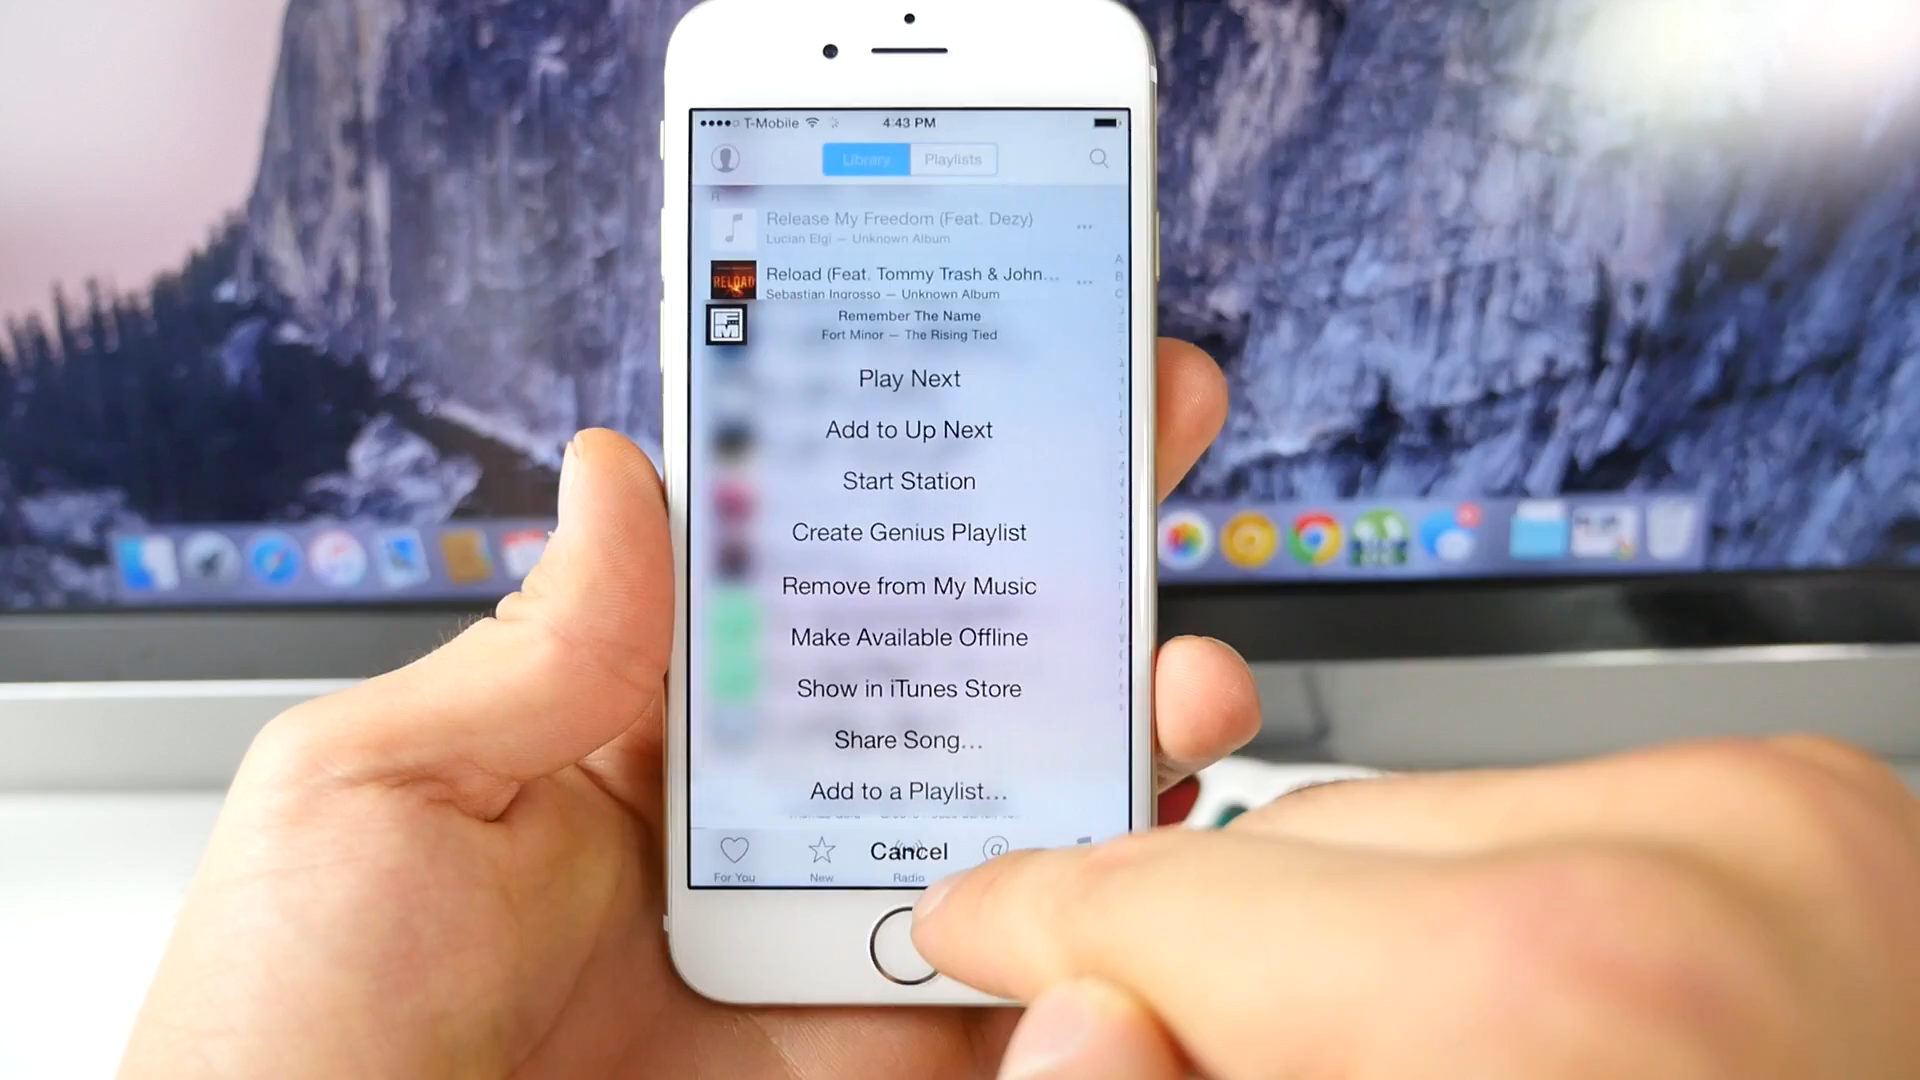 T-Mobile 4:43 PM
Library Playlists
R
Release My Freedom (Feat. Dezy)
Lucian Elgi — Unknown Album
RELOAD
Reload (Feat. Tommy Trash & John...
Sebastian Ingrosso — Unknown Album
A
B
C
FM
Remember The Name
Fort Minor — The Rising Tied
Play Next
Add to Up Next
Start Station
Create Genius Playlist
Remove from My Music
Make Available Offline
Show in iTunes Store
Share Song...
Add to a Playlist...
Cancel
For You New Radio